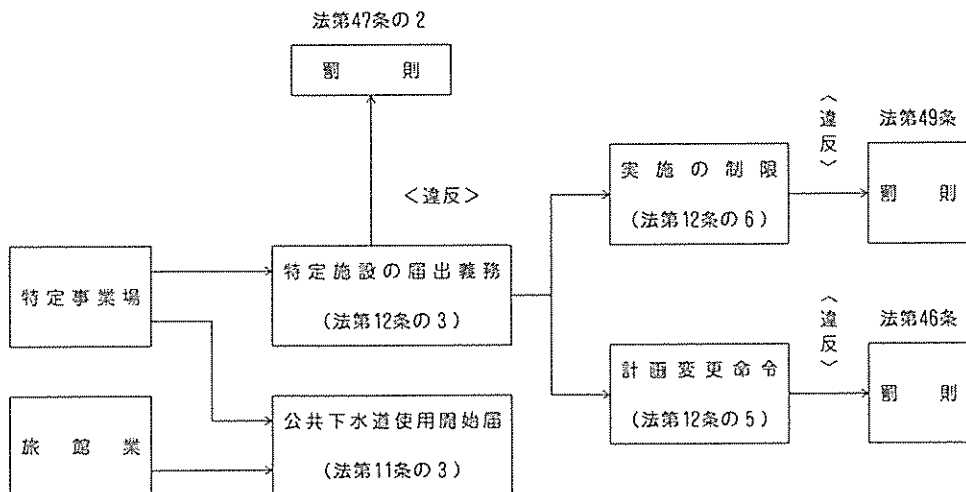 法第47条の2
罰則
<違反>
特定事業場
特定施設の届出義務
(法第12条の3)
旅館業
公共下水道使用開始届
(法第11条の3)
実施の制限
(法第12条の6)
<違反>
法第49条
罰則
計画変更命令
(法第12条の5)
<違反>
法第46条
罰則